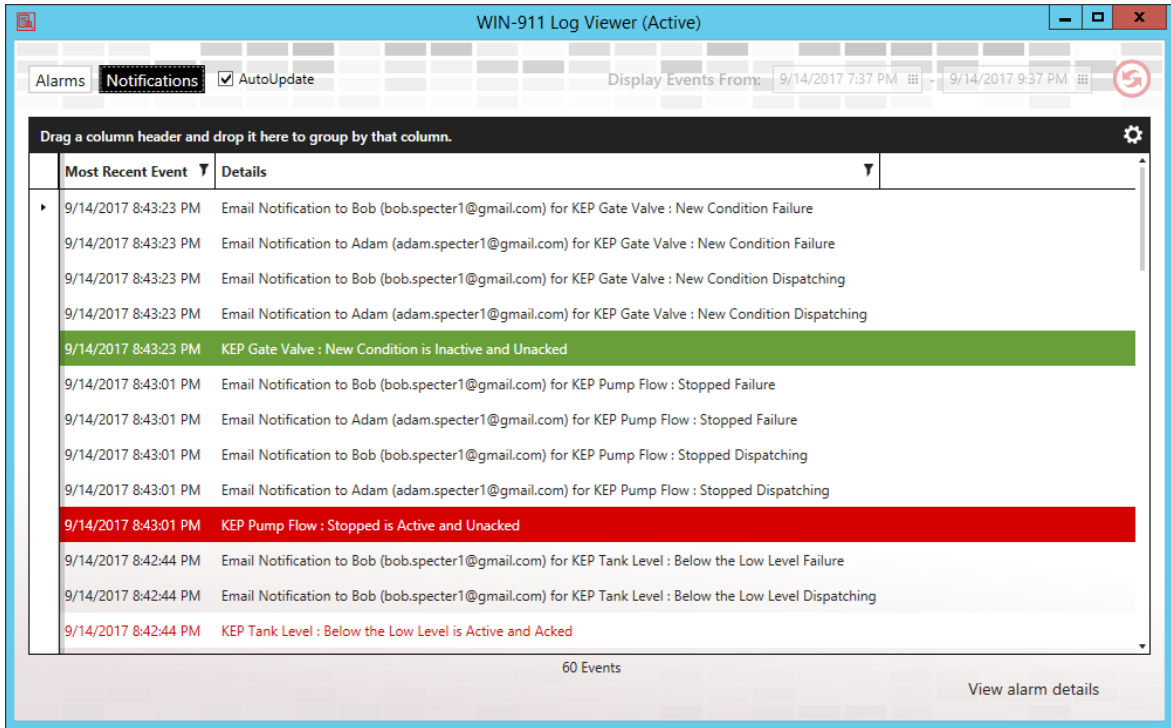 WIN-911 Log Viewer (Active)
Alarms Notifications AutoUpdate Display Events From: 9/14/2017 7:37 PM - 9/14/2017 9:37 PM
Drag a column header and drop it here to group by that column.
Most Recent Event Details
9/14/2017 8:43:23 PM Email Notification to Bob (bob.specter1@gmail.com) for KEP Gate Valve : New Condition Failure
9/14/2017 8:43:23 PM Email Notification to Adam (adam.specter1@gmail.com) for KEP Gate Valve : New Condition Failure
9/14/2017 8:43:23 PM Email Notification to Bob (bob.specter1@gmail.com) for KEP Gate Valve : New Condition Dispatching
9/14/2017 8:43:23 PM Email Notification to Adam (adam.specter1@gmail.com) for KEP Gate Valve : New Condition Dispatching
9/14/2017 8:43:23 PM KEP Gate Valve : New Condition is Inactive and Unacked
9/14/2017 8:43:01 PM Email Notification to Bob (bob.specter1@gmail.com) for KEP Pump Flow : Stopped Failure
9/14/2017 8:43:01 PM Email Notification to Adam (adam.specter1@gmail.com) for KEP Pump Flow : Stopped Failure
9/14/2017 8:43:01 PM Email Notification to Bob (bob.specter1@gmail.com) for KEP Pump Flow : Stopped Dispatching
9/14/2017 8:43:01 PM Email Notification to Adam (adam.specter1@gmail.com) for KEP Pump Flow : Stopped Dispatching
9/14/2017 8:43:01 PM KEP Pump Flow : Stopped is Active and Unacked
9/14/2017 8:42:44 PM Email Notification to Bob (bob.specter1@gmail.com) for KEP Tank Level : Below the Low Level Failure
9/14/2017 8:42:44 PM Email Notification to Bob (bob.specter1@gmail.com) for KEP Tank Level : Below the Low Level Dispatching
9/14/2017 8:42:44 PM KEP Tank Level : Below the Low Level is Active and Acked
60 Events
View alarm details